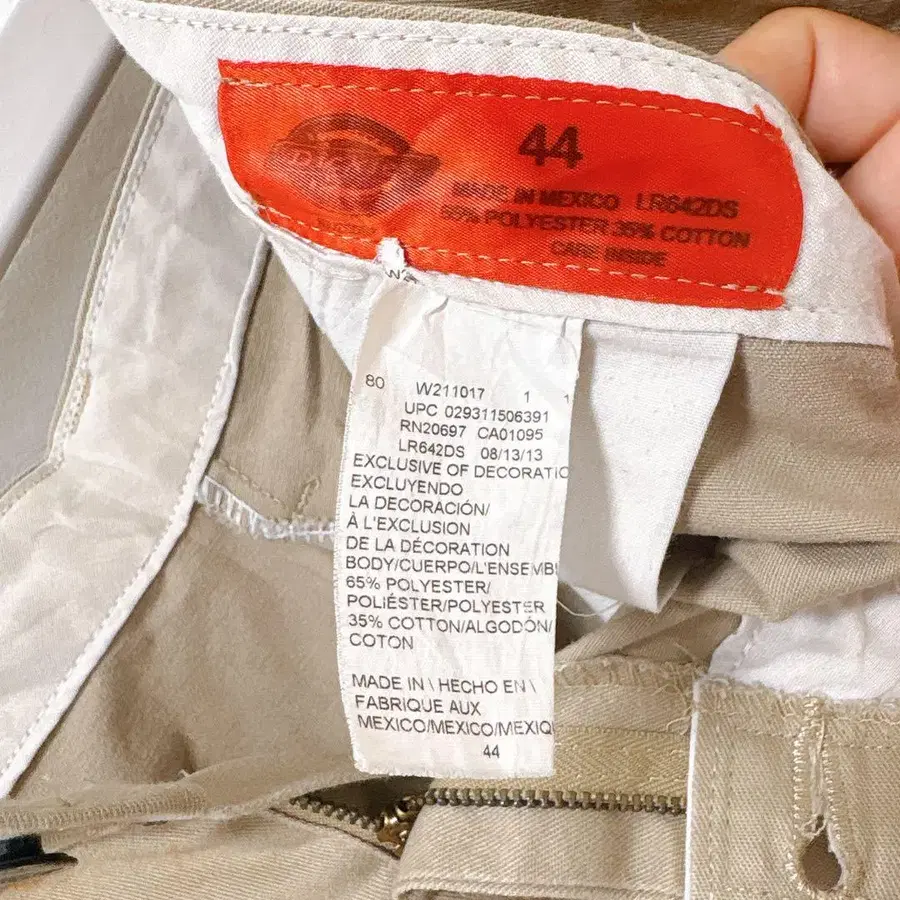 44
MADE IN MEXICO LR642DS
65% POLYESTER 35% COTTON
CARE INSIDE
80 W211017 1 1
UPC 029311506391
RN20697 CA01095
LR642DS 08/13/13
EXCLUSIVE OF DECORATIO
EXCLUYENDO
LA DECORACIÓN/
À L'EXCLUSION
DE LA DÉCORATION
BODY/CUERPO/L'ENSEMB
65% POLYESTER/
POLIÉSTER/POLYESTER
35% COTTON/ALGODÓN/
COTON
MADE IN \ HECHO EN \
FABRIQUE AUX
MEXICO/MEXICO/MEXIQ
44